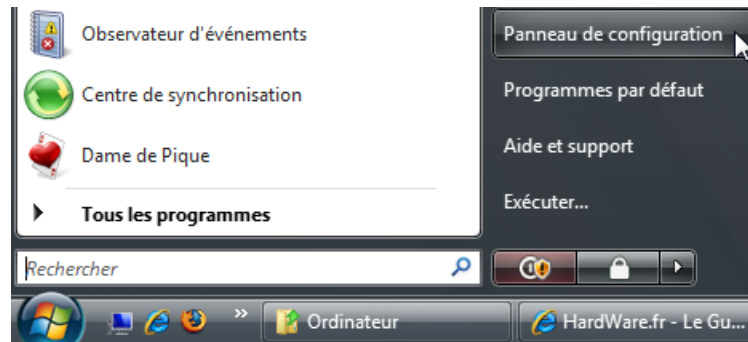 Observateur d'événements
Centre de synchronisation
Dame de Pique
Tous les programmes
Rechercher
Panneau de configuration
Programmes par défaut
Aide et support
Exécuter...
»
Ordinateur
HardWare.fr - Le Gu...